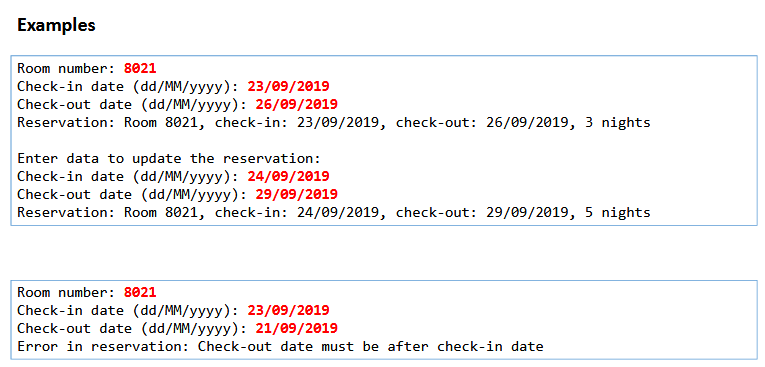 Examples
Room number: 8021
Check-in date (dd/MM/yyyy): 23/09/2019
Check-out date (dd/MM/yyyy): 26/09/2019
Reservation: Room 8021, check-in: 23/09/2019, check-out: 26/09/2019, 3 nights
Enter data to update the reservation:
Check-in date (dd/MM/yyyy): 24/09/2019
Check-out date (dd/MM/yyyy): 29/09/2019
Reservation: Room 8021, check-in: 24/09/2019, check-out: 29/09/2019, 5 nights
Room number: 8021
Check-in date (dd/MM/yyyy): 23/09/2019
Check-out date (dd/MM/yyyy): 21/09/2019
Error in reservation: Check-out date must be after check-in date